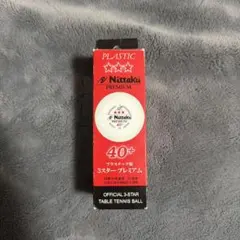 PLASTIC
Nittaku
PREMIUM
Nittaku
40+
プラスチック製
3スタープレミアム
OFFICIAL 3-STAR
TABLE TENNIS BALL